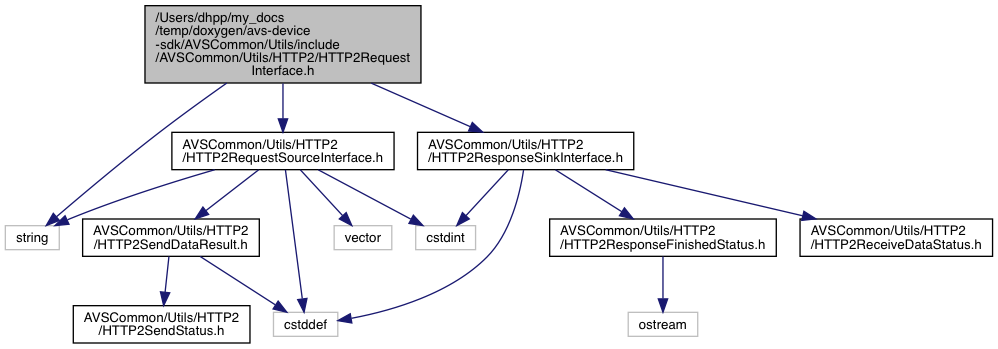 /Users/dhpp/my_docs
/temp/doxygen/avs-device
-sdk/AVSCommon/Utils/include
/AVSCommon/Utils/HTTP2/HTTP2Request
Interface.h
AVSCommon/Utils/HTTP2
/HTTP2RequestSourceInterface.h
AVSCommon/Utils/HTTP2
/HTTP2ResponseSinkInterface.h
string
AVSCommon/Utils/HTTP2
/HTTP2SendDataResult.h
vector
cstdint
AVSCommon/Utils/HTTP2
/HTTP2ResponseFinishedStatus.h
AVSCommon/Utils/HTTP2
/HTTP2ReceiveDataStatus.h
AVSCommon/Utils/HTTP2
/HTTP2SendStatus.h
cstddef
ostream